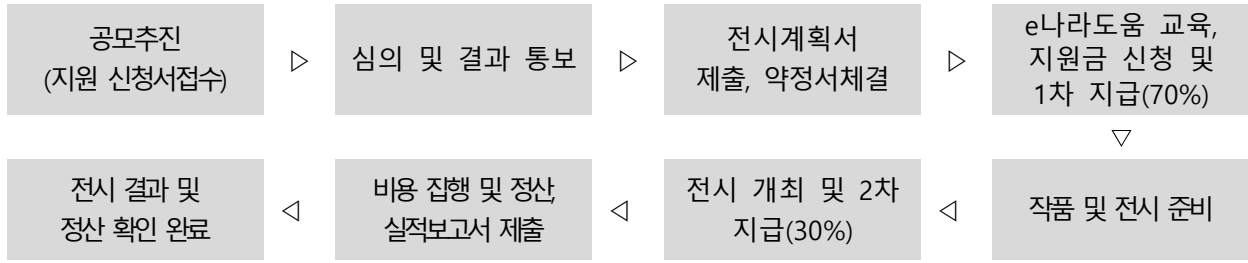 공모추진
(지원 신청서접수)
▷
심의 및 결과 통보
▷
전시계획서
제출, 약정서체결
▷
e나라도움 교육,
지원금 신청 및
1차 지급(70%)
▽
작품 및 전시 준비
◁
전시 개최 및 2차
지급(30%)
◁
비용 집행 및 정산,
실적보고서 제출
◁
전시 결과 및
정산 확인 완료